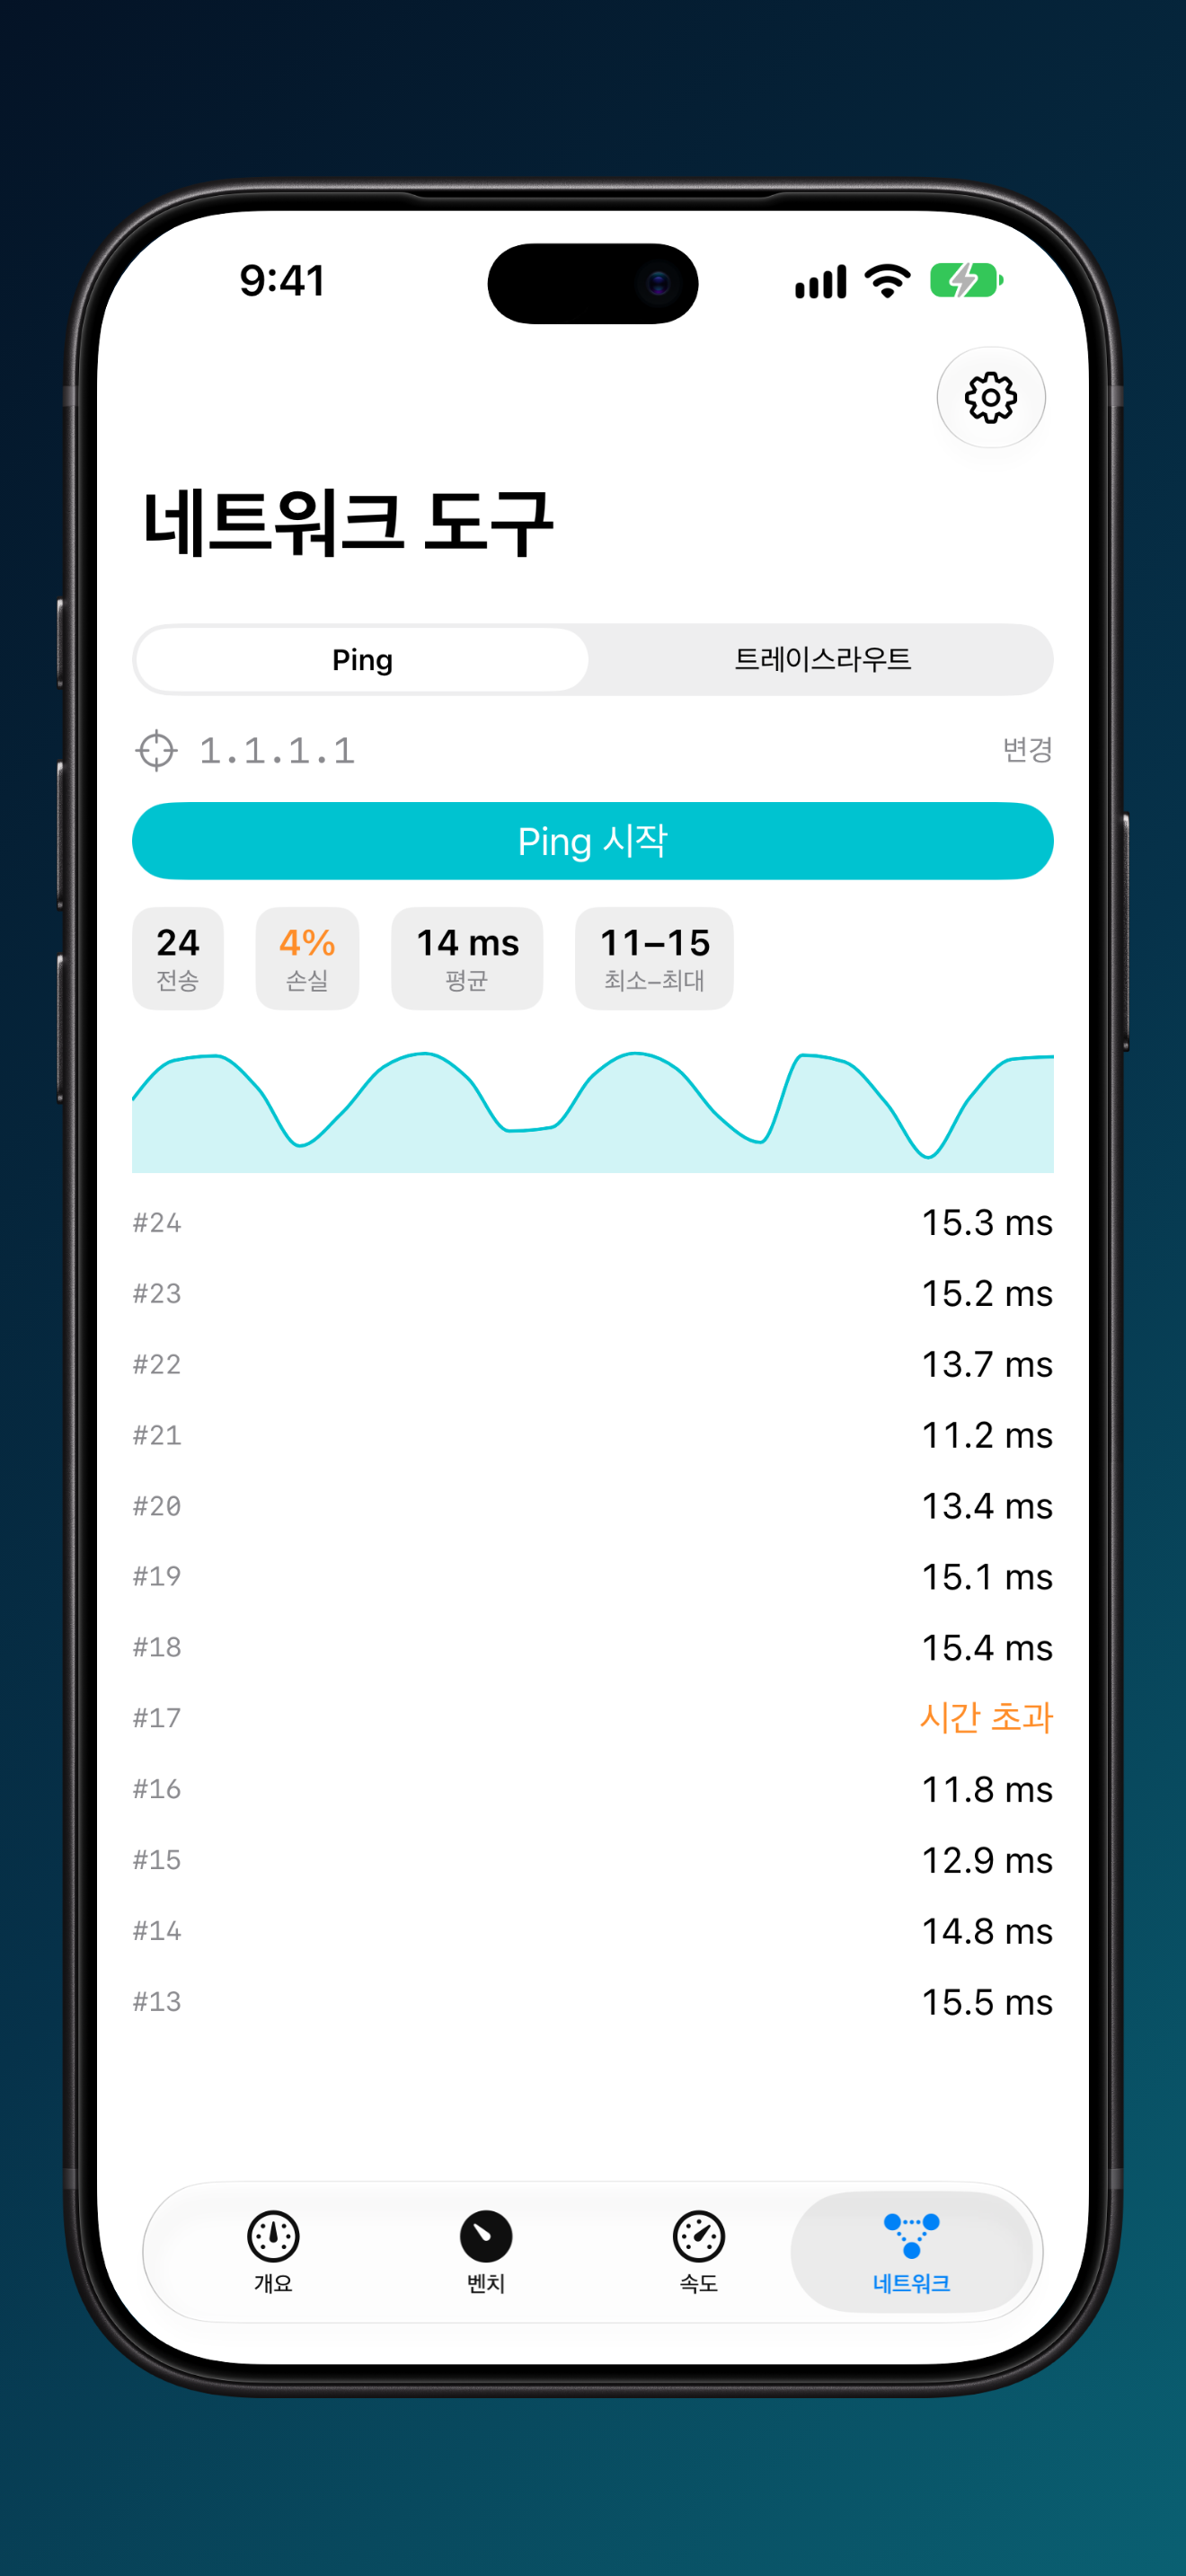 9:41
네트워크 도구
Ping 트레이스라우트
1.1.1.1 변경
Ping 시작
24 4% 14 ms 11–15
전송 손실 평균 최소–최대
#24 15.3 ms
#23 15.2 ms
#22 13.7 ms
#21 11.2 ms
#20 13.4 ms
#19 15.1 ms
#18 15.4 ms
#17 시간 초과
#16 11.8 ms
#15 12.9 ms
#14 14.8 ms
#13 15.5 ms
개요 벤치 속도 네트워크